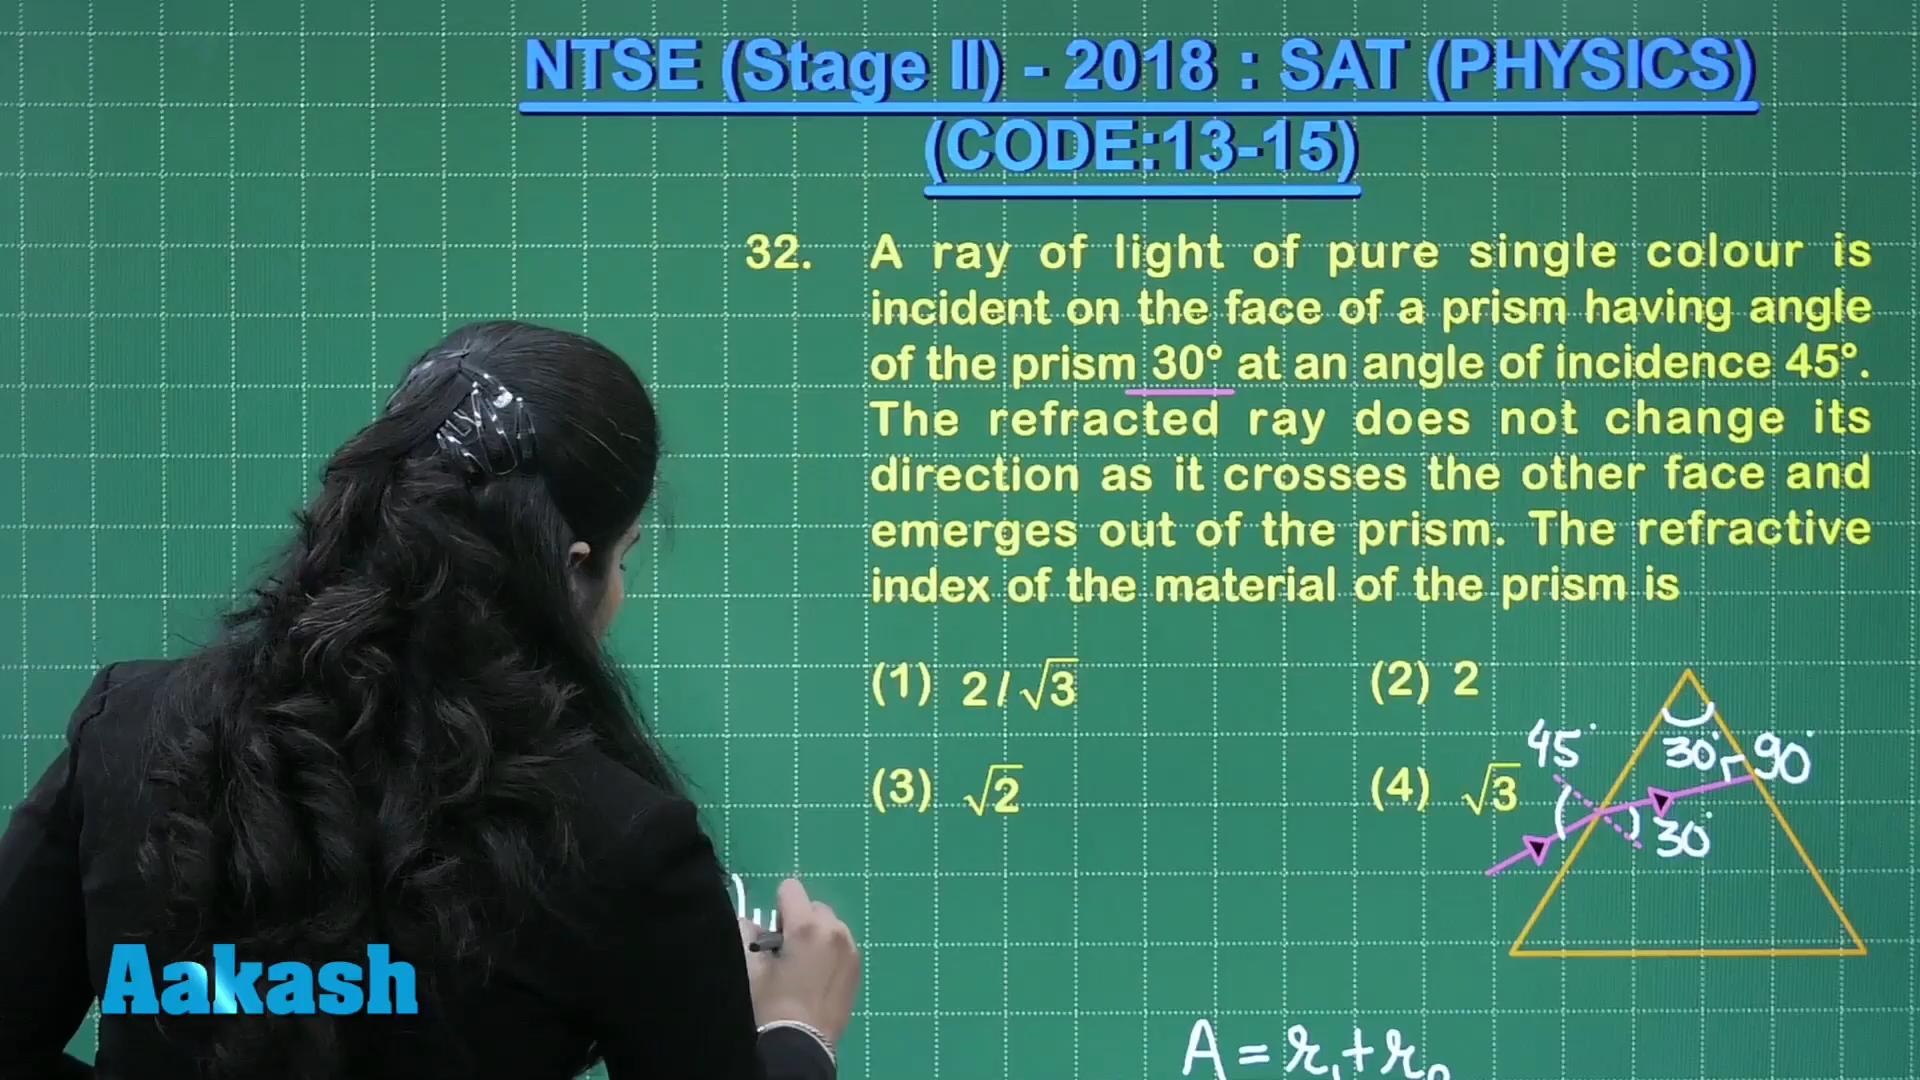 NTSE (Stage II) - 2018 : SAT (PHYSICS)
(CODE:13-15)
32. A ray of light of pure single colour is
incident on the face of a prism having angle
of the prism 30° at an angle of incidence 45°.
The refracted ray does not change its
direction as it crosses the other face and
emerges out of the prism. The refractive
index of the material of the prism is
(1) 2/√3
(2) 2
(3) √2
(4) √3
45°
30°
90°
30°
A = r₁ + r₂
Aakash